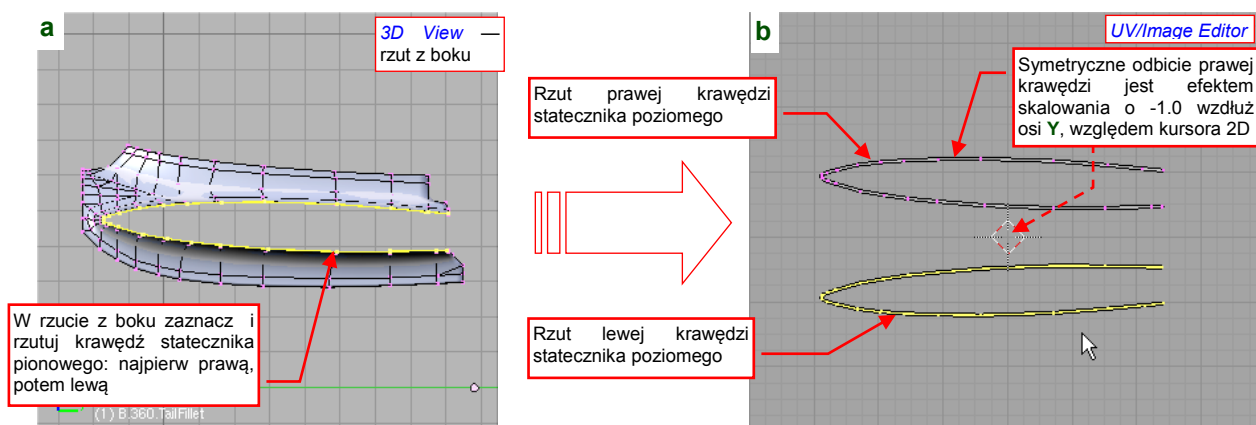 a
3D View —
rzut z boku
W rzucie z boku zaznacz i
rzutuj krawędź statecznika
pionowego: najpierw prawą,
potem lewą
(1) B.360.TailFillet
Rzut prawej krawędzi
statecznika poziomego
Rzut lewej krawędzi
statecznika poziomego
b
UV/Image Editor
Symetryczne odbicie prawej
krawędzi jest efektem
skalowania o -1.0 wzdłuż
osi Y, względem kursora 2D